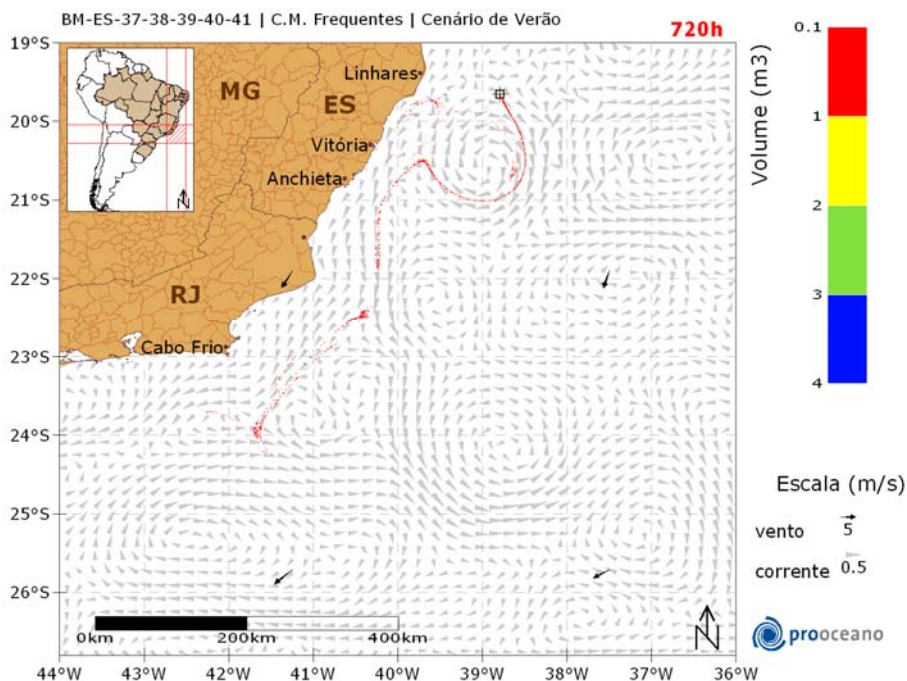 BM-ES-37-38-39-40-41 | C.M. Frequentes | Cenário de Verão
720h
19°S
20°S
21°S
22°S
23°S
24°S
25°S
26°S
MG
ES
RJ
Linhares
Vitória
Anchieta
Cabo Frio
N
0km
200km
400km
N
44°W
43°W
42°W
41°W
40°W
39°W
38°W
37°W
36°W
Volume (m3)
0.1
1
2
3
4
Escala (m/s)
vento 5
corrente 0.5
prooceano